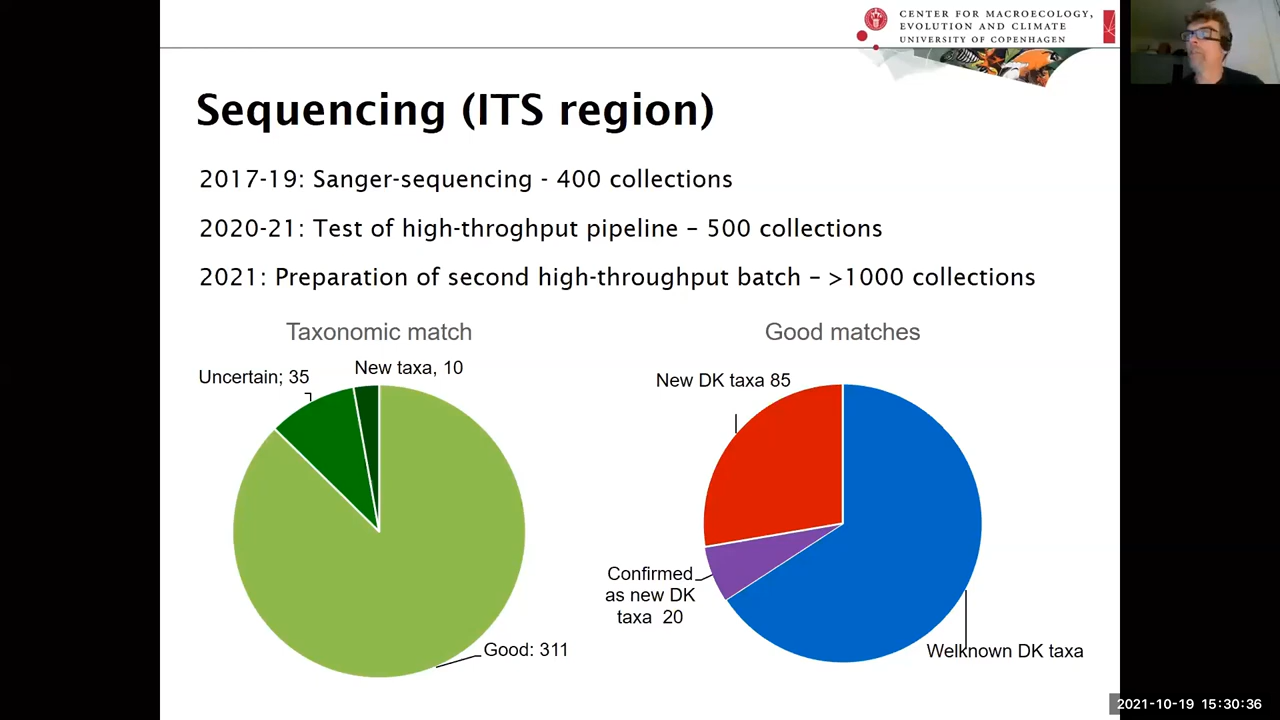 CENTER FOR MACROECOLOGY,
EVOLUTION AND CLIMATE
UNIVERSITY OF COPENHAGEN
Sequencing (ITS region)
2017-19: Sanger-sequencing - 400 collections
2020-21: Test of high-throghput pipeline – 500 collections
2021: Preparation of second high-throughput batch – >1000 collections
Taxonomic match
New taxa, 10
Uncertain; 35
Good: 311
Good matches
New DK taxa 85
Confirmed
as new DK
taxa 20
Welknown DK taxa
2021-10-19 15:30:36